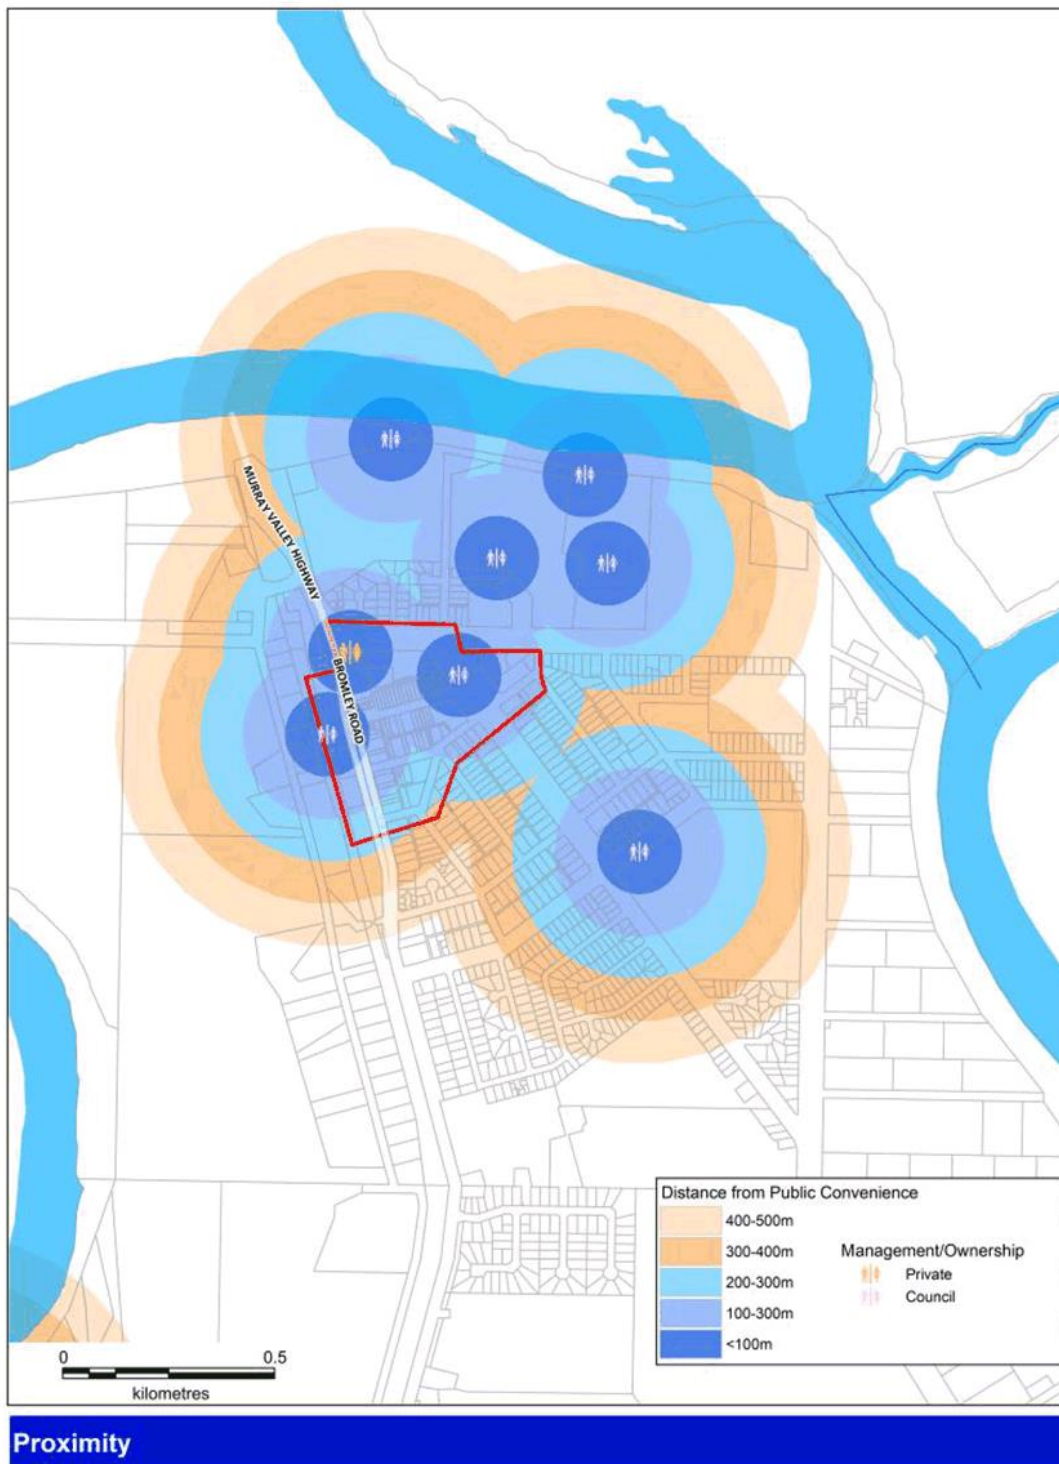 MURRAY VALLEY HIGHWAY
BROMLEY ROAD
Distance from Public Convenience
400-500m
300-400m
200-300m
100-300m
<100m
Management/Ownership
Private
Council
0 0.5
kilometres
Proximity